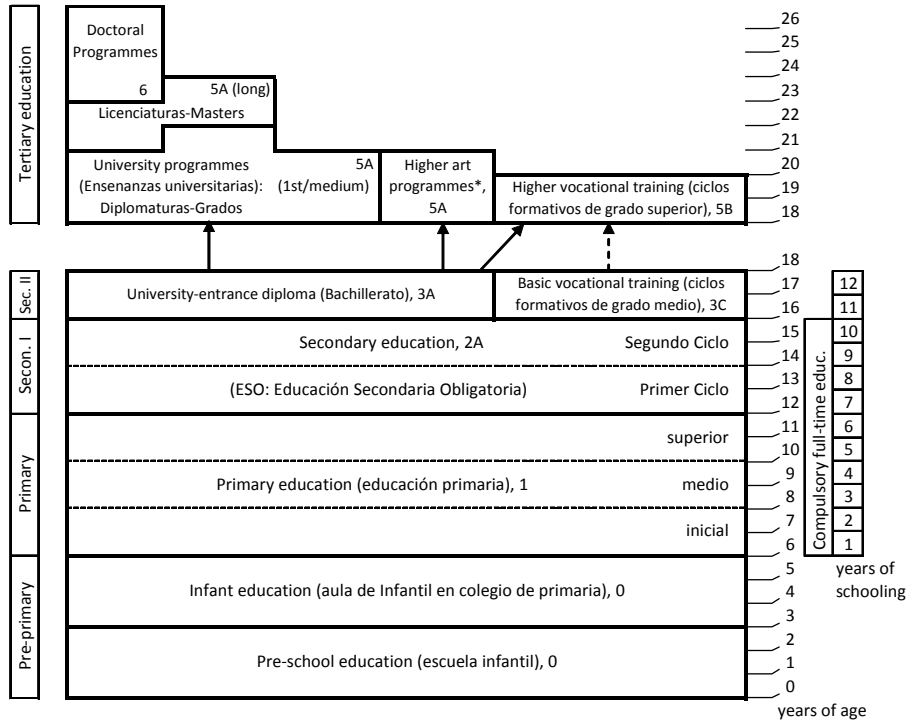 Tertiary education
Doctoral
Programmes
6
5A (long)
Licenciaturas-Masters
University programmes
(Ensenanzas universitarias):
Diplomaturas-Grados
5A
(1st/medium)
Higher art
programmes*,
5A
Higher vocational training (ciclos
formativos de grado superior), 5B
26
25
24
23
22
21
20
19
18
Sec. II
University-entrance diploma (Bachillerato), 3A
Basic vocational training (ciclos
formativos de grado medio), 3C
18
17
16
12
11
Secon. I
Secondary education, 2A
Segundo Ciclo
(ESO: Educación Secundaria Obligatoria)
Primer Ciclo
15
14
13
12
Compulsory full-time educ.
10
9
8
7
Primary
superior
Primary education (educación primaria), 1
medio
inicial
11
10
9
8
7
6
6
5
4
3
2
1
Pre-primary
Infant education (aula de Infantil en colegio de primaria), 0
Pre-school education (escuela infantil), 0
5
4
3
2
1
0
years of
schooling
years of age